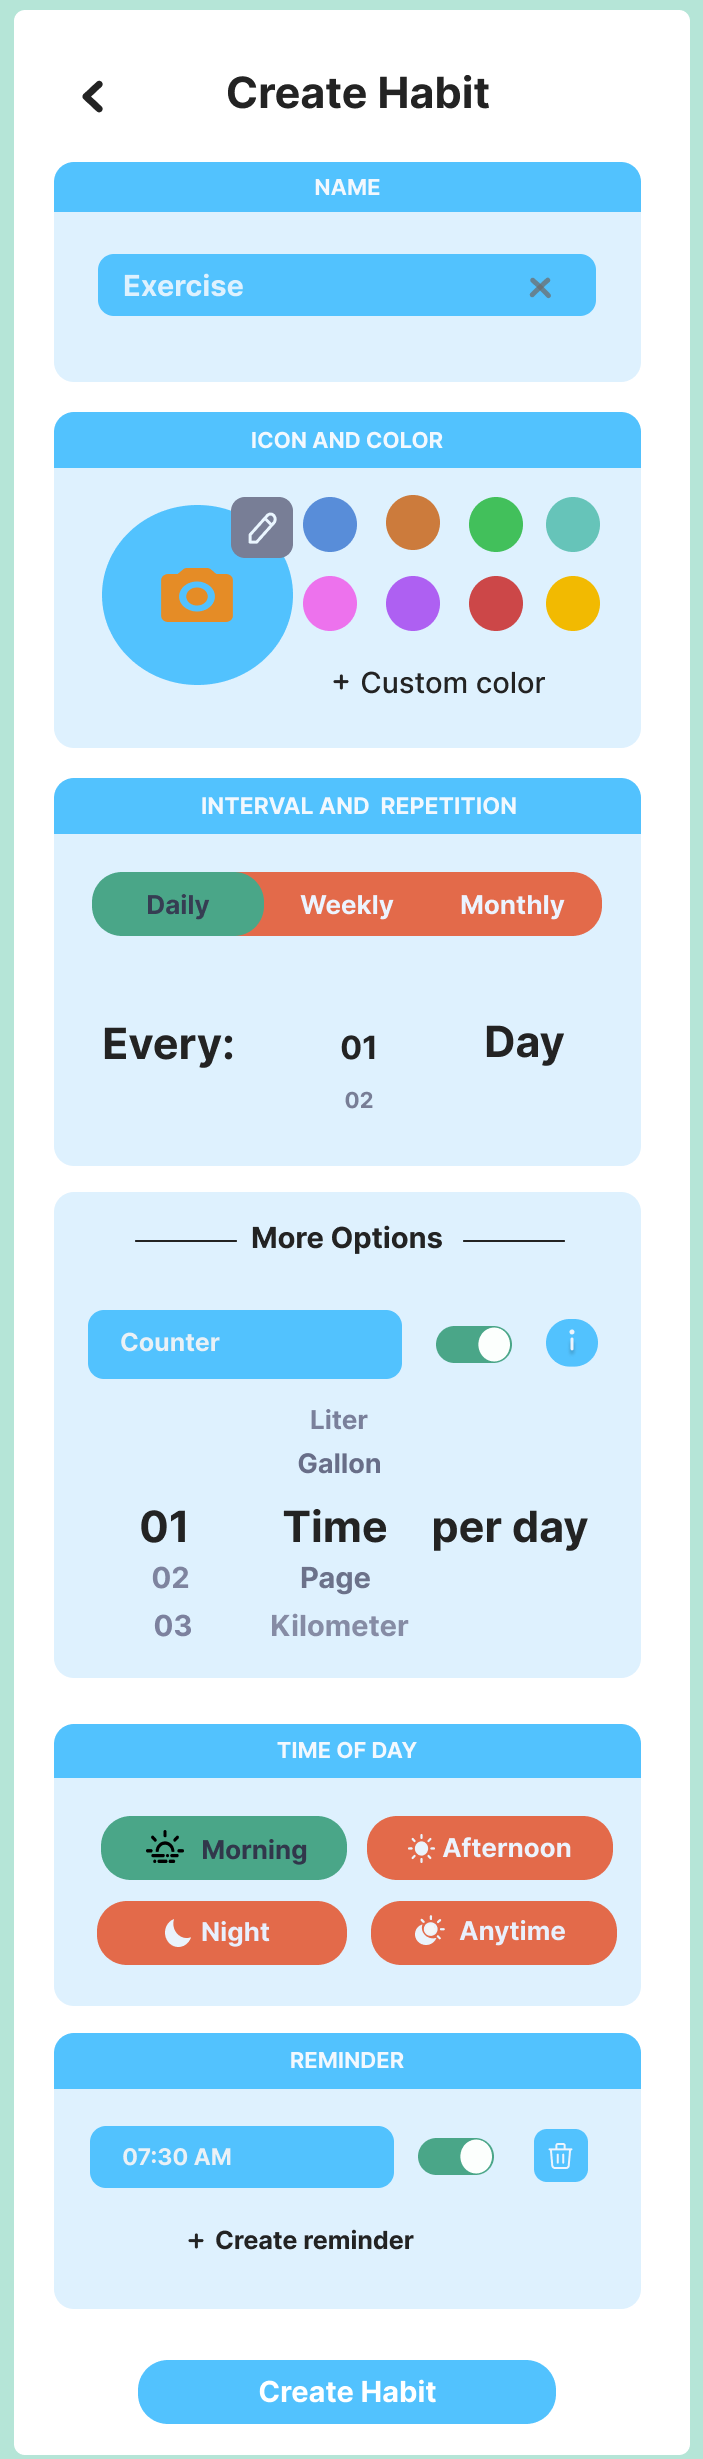 Create Habit
NAME
Exercise
ICON AND COLOR
+ Custom color
INTERVAL AND REPETITION
Daily Weekly Monthly
Every: 01 Day
02
More Options
Counter
Liter
Gallon
01 Time per day
02 Page
03 Kilometer
TIME OF DAY
Morning Afternoon
Night Anytime
REMINDER
07:30 AM
+ Create reminder
Create Habit